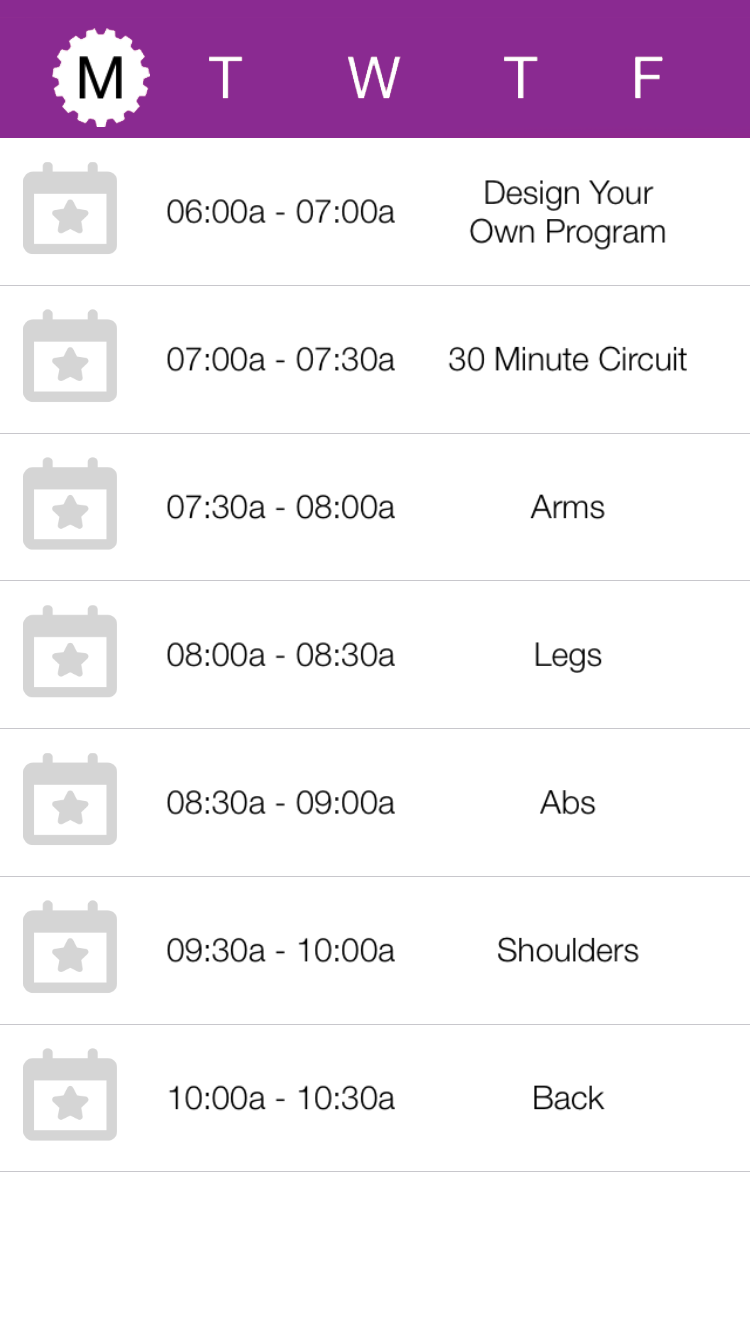 M T W T F
06:00a - 07:00a Design Your
Own Program
07:00a - 07:30a 30 Minute Circuit
07:30a - 08:00a Arms
08:00a - 08:30a Legs
08:30a - 09:00a Abs
09:30a - 10:00a Shoulders
10:00a - 10:30a Back